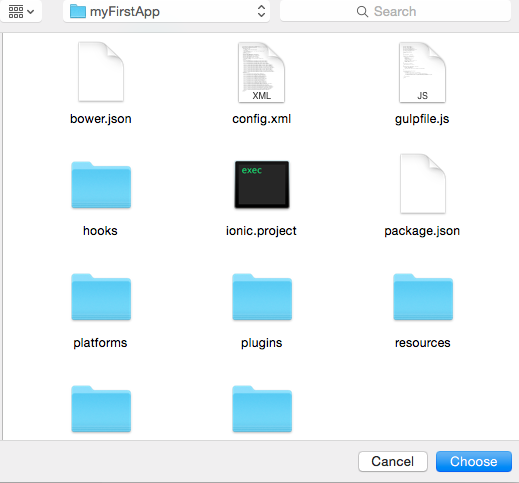 myFirstApp
Search
XML
JS
bower.json
config.xml
gulpfile.js
exec
hooks
ionic.project
package.json
platforms
plugins
resources
Cancel
Choose